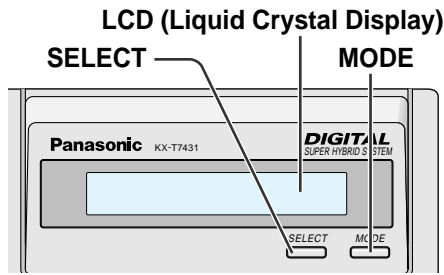 LCD (Liquid Crystal Display)
SELECT MODE
Panasonic KX-T7431 DIGITAL
SUPER HYBRID SYSTEM
SELECT MODE